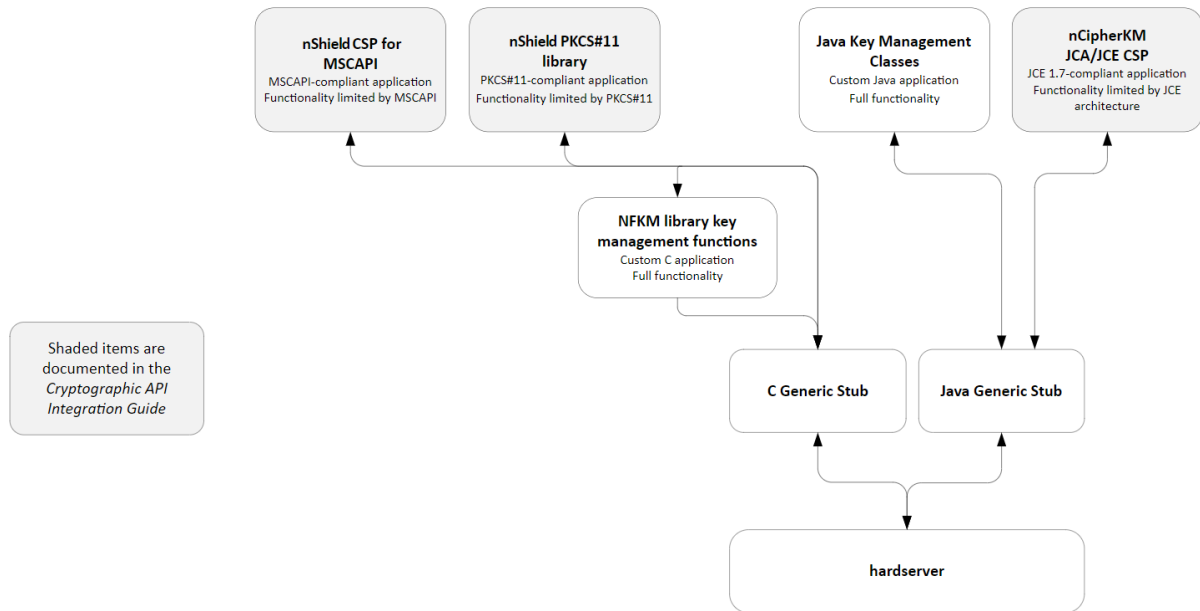 nShield CSP for
MSCAPI
MSCAPI-compliant application
Functionality limited by MSCAPI
nShield PKCS#11
library
PKCS#11-compliant application
Functionality limited by PKCS#11
Java Key Management
Classes
Custom Java application
Full functionality
nCipherKM
JCA/JCE CSP
JCE 1.7-compliant application
Functionality limited by JCE
architecture
NFKM library key
management functions
Custom C application
Full functionality
Shaded items are
documented in the
Cryptographic API
Integration Guide
C Generic Stub
Java Generic Stub
hardserver